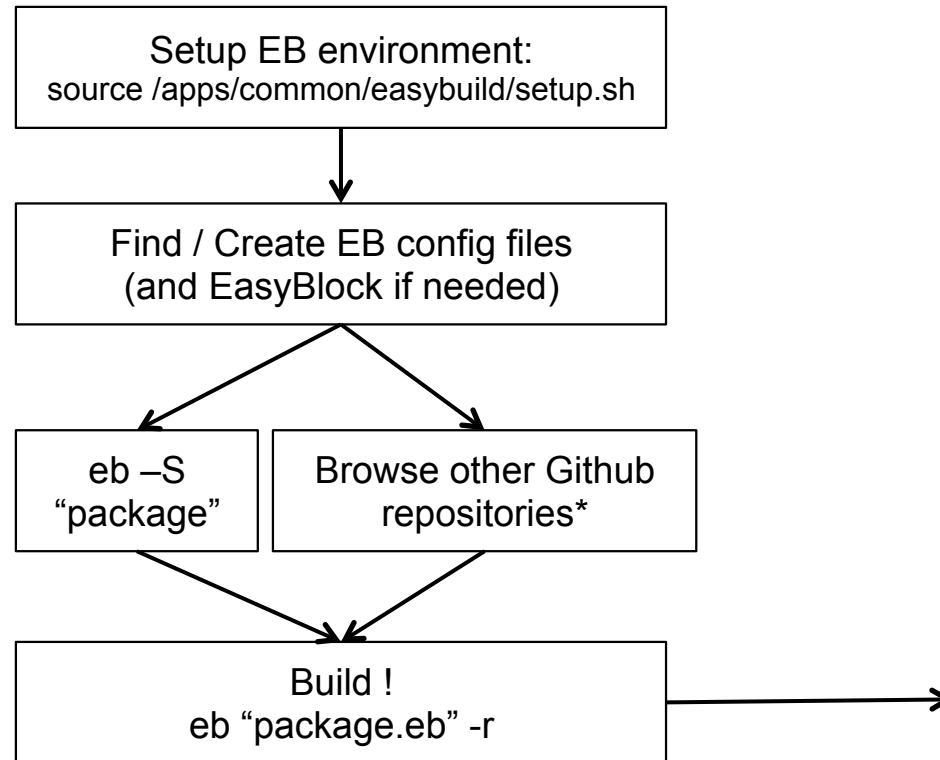 Setup EB environment:
source /apps/common/easybuild/setup.sh
Find / Create EB config files
(and EasyBlock if needed)
eb –S
“package”
Browse other Github
repositories*
Build !
eb “package.eb” -r